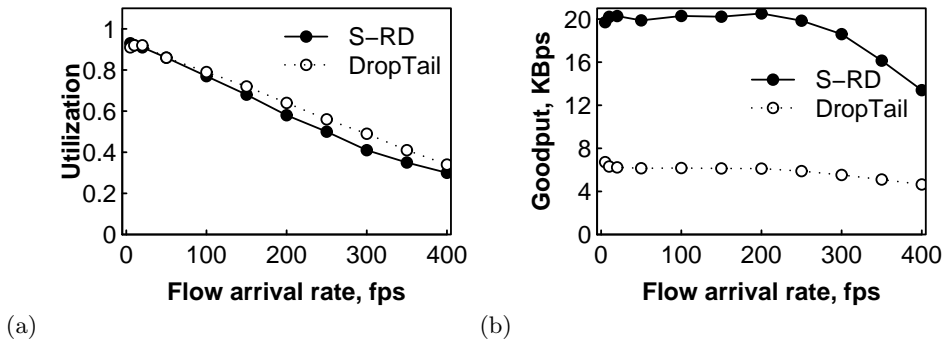 1
0.8
0.6
0.4
0.2
0
Utilization
S−RD
DropTail
0 100 200 300 400
Flow arrival rate, fps
(a)
20
16
12
8
4
0
Goodput, KBps
S−RD
DropTail
0 100 200 300 400
Flow arrival rate, fps
(b)